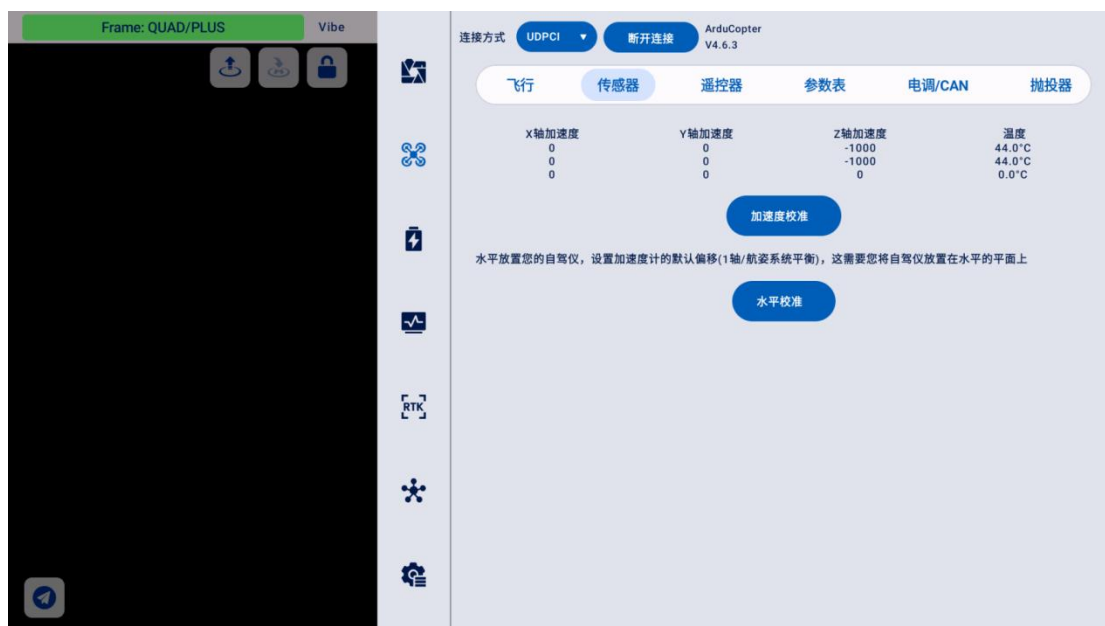 Frame: QUAD/PLUS Vibe
连接方式 UDPCI 断开连接 ArduCopter
V4.6.3
飞行 传感器 遥控器 参数表 电调/CAN 抛投器
X轴加速度 Y轴加速度 Z轴加速度 温度
0 0 -1000 44.0°C
0 0 -1000 44.0°C
0 0 0 0.0°C
加速度校准
水平放置您的自驾仪，设置加速度计的默认偏移(1轴/航姿系统平衡)，这需要您将自驾仪放置在水平的平面上
水平校准
RTK